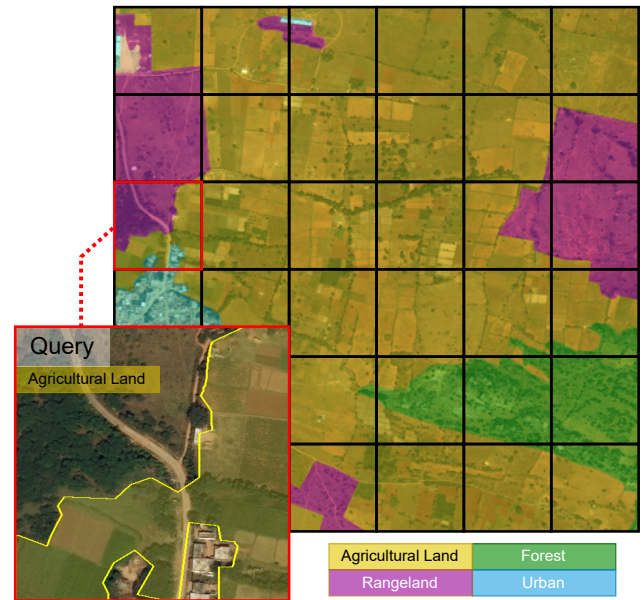 Query
Agricultural Land
Agricultural Land
Forest
Rangeland
Urban